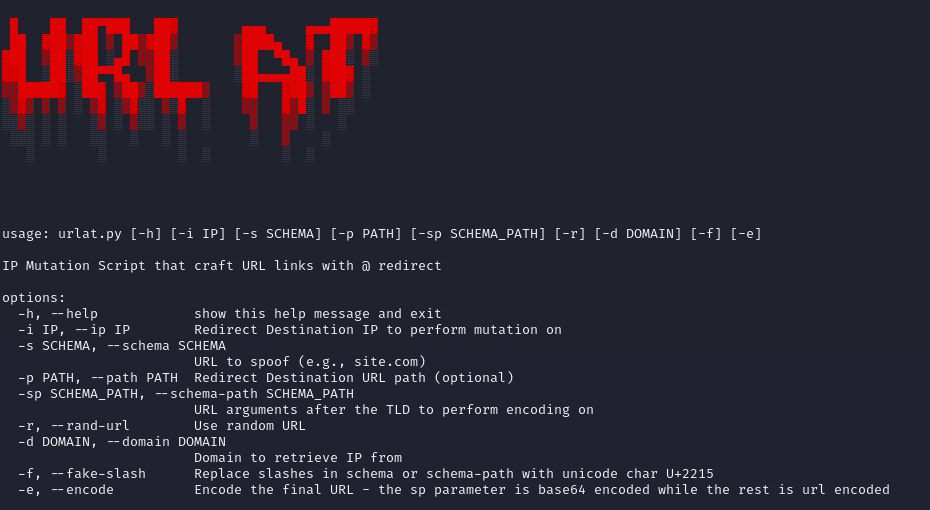 URL AT
usage: urlat.py [-h] [-i IP] [-s SCHEMA] [-p PATH] [-sp SCHEMA_PATH] [-r] [-d DOMAIN] [-f] [-e]
IP Mutation Script that craft URL links with @ redirect
options:
-h, --help show this help message and exit
-i IP, --ip IP Redirect Destination IP to perform mutation on
-s SCHEMA, --schema SCHEMA
URL to spoof (e.g., site.com)
-p PATH, --path PATH Redirect Destination URL path (optional)
-sp SCHEMA_PATH, --schema-path SCHEMA_PATH
URL arguments after the TLD to perform encoding on
-r, --rand-url Use random URL
-d DOMAIN, --domain DOMAIN
Domain to retrieve IP from
-f, --fake-slash Replace slashes in schema or schema-path with unicode char U+2215
-e, --encode Encode the final URL - the sp parameter is base64 encoded while the rest is url encoded